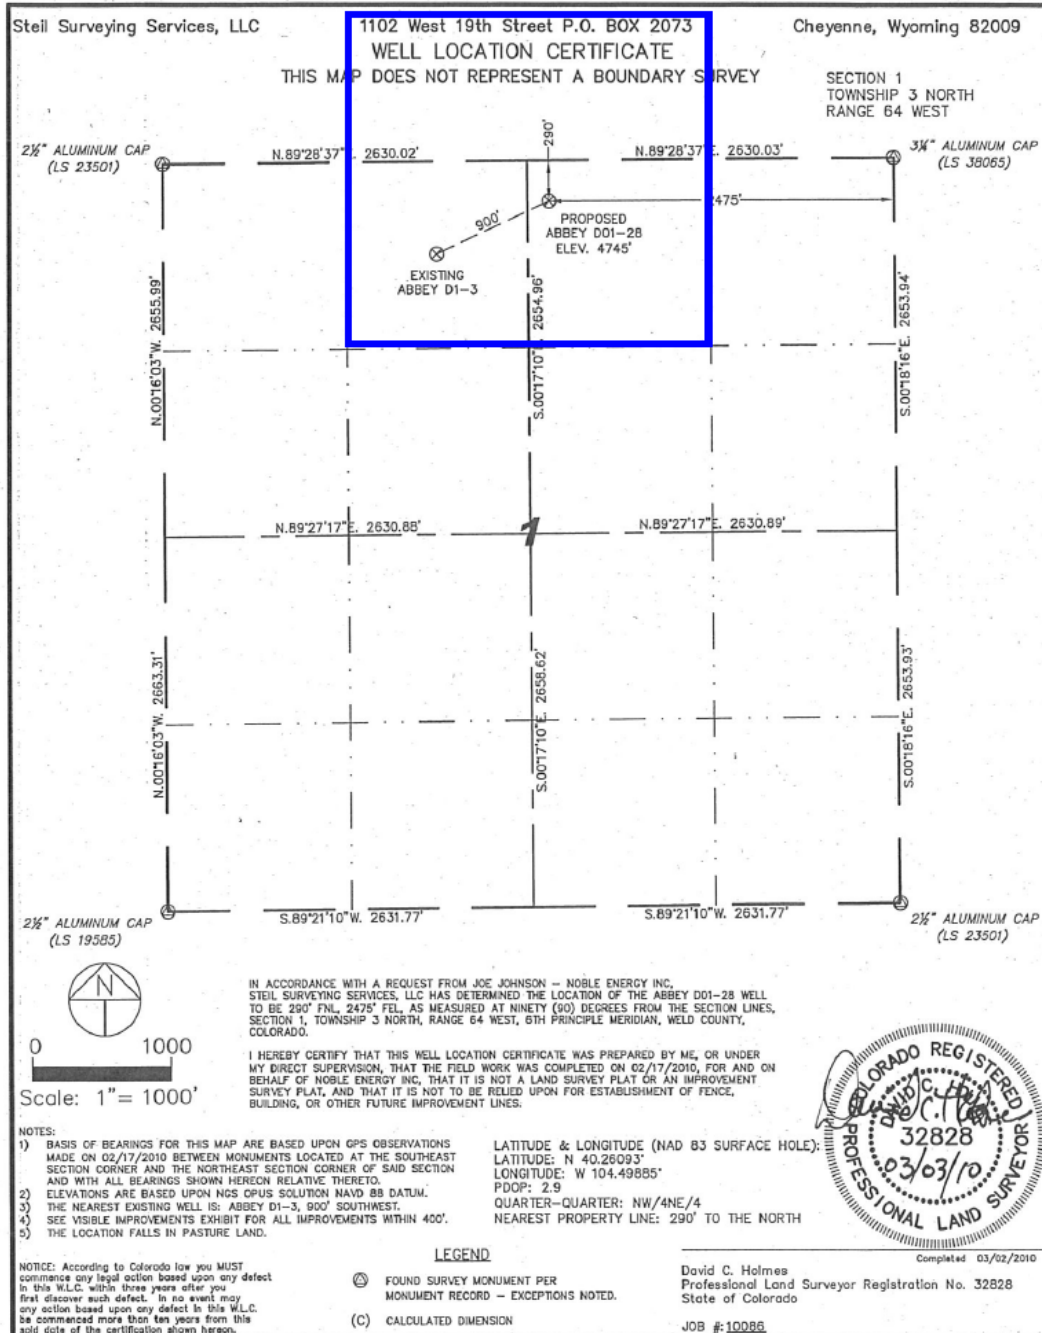 Steil Surveying Services, LLC
1102 West 19th Street P.O. BOX 2073
Cheyenne, Wyoming 82009
WELL LOCATION CERTIFICATE
THIS MAP DOES NOT REPRESENT A BOUNDARY SURVEY
SECTION 1
TOWNSHIP 3 NORTH
RANGE 64 WEST
2½" ALUMINUM CAP
(LS 23501)
N.89°28'37"E. 2630.02'
290'
N.89°28'37"E. 2630.03'
3¼" ALUMINUM CAP
(LS 38065)
2475'
900'
PROPOSED
ABBEY D01-28
ELEV. 4745'
EXISTING
ABBEY D1-3
N.00°16'03"W. 2655.99'
S.00°17'10"E. 2654.96'
S.00°18'16"E. 2653.94'
N.89°27'17"E. 2630.88'
1
N.89°27'17"E. 2630.89'
N.00°16'03"W. 2663.31'
S.00°17'10"E. 2658.62'
S.00°18'16"E. 2653.93'
2½" ALUMINUM CAP
(LS 19585)
S.89°21'10"W. 2631.77'
S.89°21'10"W. 2631.77'
2½" ALUMINUM CAP
(LS 23501)
N
0 1000
Scale: 1"= 1000'
IN ACCORDANCE WITH A REQUEST FROM JOE JOHNSON – NOBLE ENERGY INC,
STEIL SURVEYING SERVICES, LLC HAS DETERMINED THE LOCATION OF THE ABBEY D01-28 WELL
TO BE 290' FNL, 2475' FEL, AS MEASURED AT NINETY (90) DEGREES FROM THE SECTION LINES,
SECTION 1, TOWNSHIP 3 NORTH, RANGE 64 WEST, 6TH PRINCIPLE MERIDIAN, WELD COUNTY,
COLORADO.
I HEREBY CERTIFY THAT THIS WELL LOCATION CERTIFICATE WAS PREPARED BY ME, OR UNDER
MY DIRECT SUPERVISION, THAT THE FIELD WORK WAS COMPLETED ON 02/17/2010, FOR AND ON
BEHALF OF NOBLE ENERGY INC, THAT IT IS NOT A LAND SURVEY PLAT OR AN IMPROVEMENT
SURVEY PLAT, AND THAT IT IS NOT TO BE RELIED UPON FOR ESTABLISHMENT OF FENCE,
BUILDING, OR OTHER FUTURE IMPROVEMENT LINES.
NOTES:
1) BASIS OF BEARINGS FOR THIS MAP ARE BASED UPON GPS OBSERVATIONS
MADE ON 02/17/2010 BETWEEN MONUMENTS LOCATED AT THE SOUTHEAST
SECTION CORNER AND THE NORTHEAST SECTION CORNER OF SAID SECTION
AND WITH ALL BEARINGS SHOWN HEREON RELATIVE THERETO.
2) ELEVATIONS ARE BASED UPON NGS OPUS SOLUTION NAVD 88 DATUM.
3) THE NEAREST EXISTING WELL IS: ABBEY D1-3, 900' SOUTHWEST.
4) SEE VISIBLE IMPROVEMENTS EXHIBIT FOR ALL IMPROVEMENTS WITHIN 400'.
5) THE LOCATION FALLS IN PASTURE LAND.
LATITUDE & LONGITUDE (NAD 83 SURFACE HOLE):
LATITUDE: N 40.26093°
LONGITUDE: W 104.49885°
PDOP: 2.9
QUARTER-QUARTER: NW/4NE/4
NEAREST PROPERTY LINE: 290' TO THE NORTH
COLORADO REGISTERED
DAVID C. HOLMES
32828
03/03/10
PROFESSIONAL LAND SURVEYOR
NOTICE: According to Colorado law you MUST
commence any legal action based upon any defect
in this W.L.C. within three years after you
first discover such defect. In no event may
any action based upon any defect in this W.L.C.
be commenced more than ten years from this
said date of the certification shown hereon.
LEGEND
FOUND SURVEY MONUMENT PER
MONUMENT RECORD – EXCEPTIONS NOTED.
(C) CALCULATED DIMENSION
Completed 03/02/2010
David C. Holmes
Professional Land Surveyor Registration No. 32828
State of Colorado
JOB #: 10086